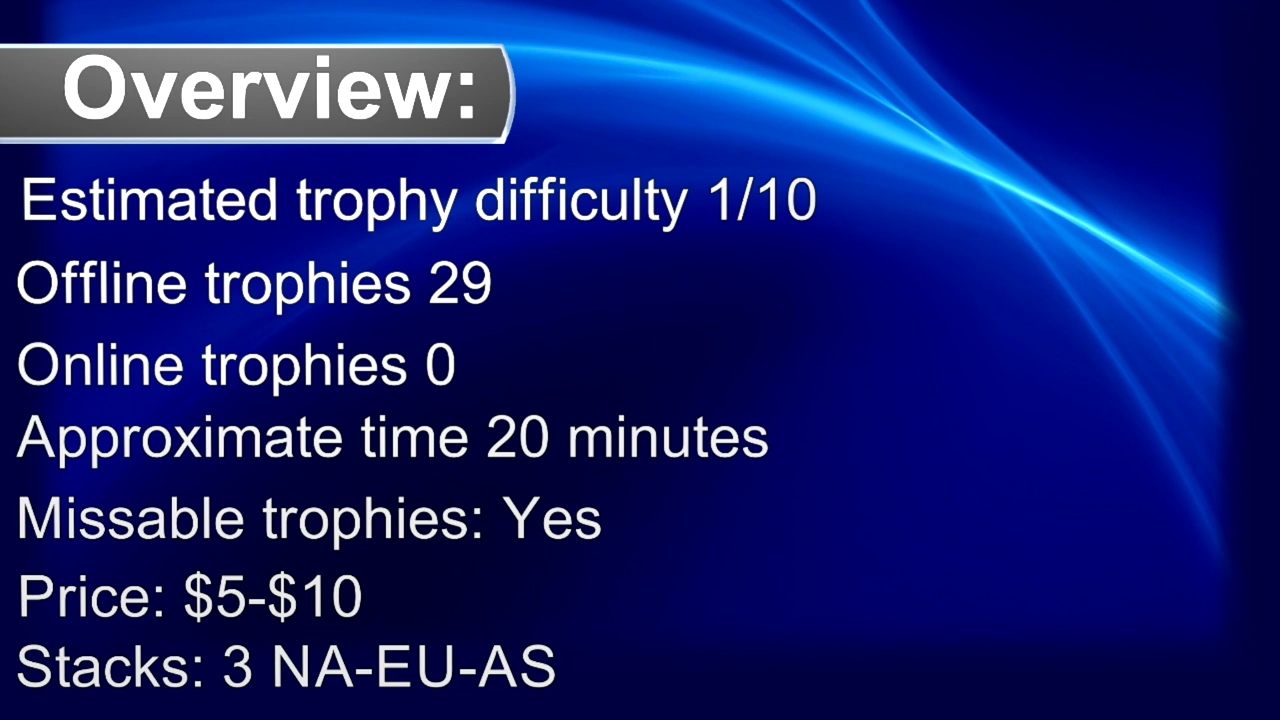 Overview:
Estimated trophy difficulty 1/10
Offline trophies 29
Online trophies 0
Approximate time 20 minutes
Missable trophies: Yes
Price: $5-$10
Stacks: 3 NA-EU-AS